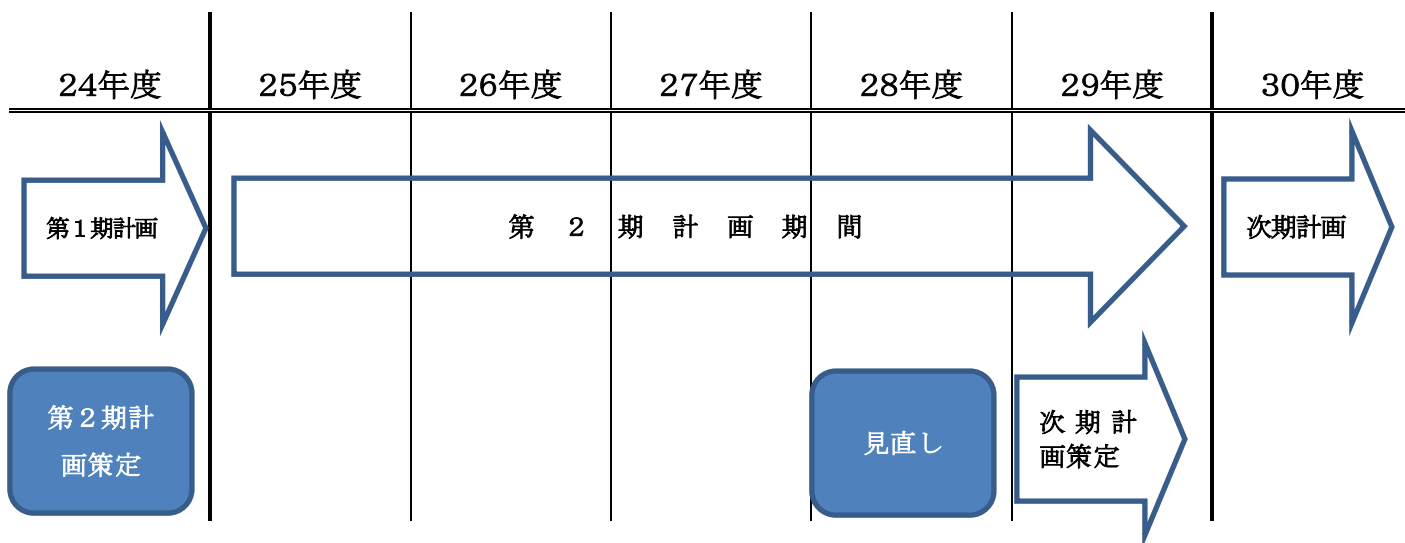 24年度 25年度 26年度 27年度 28年度 29年度 30年度
第１期計画 第２期計画期間 次期計画
第２期計
画策定
見直し
次期計
画策定